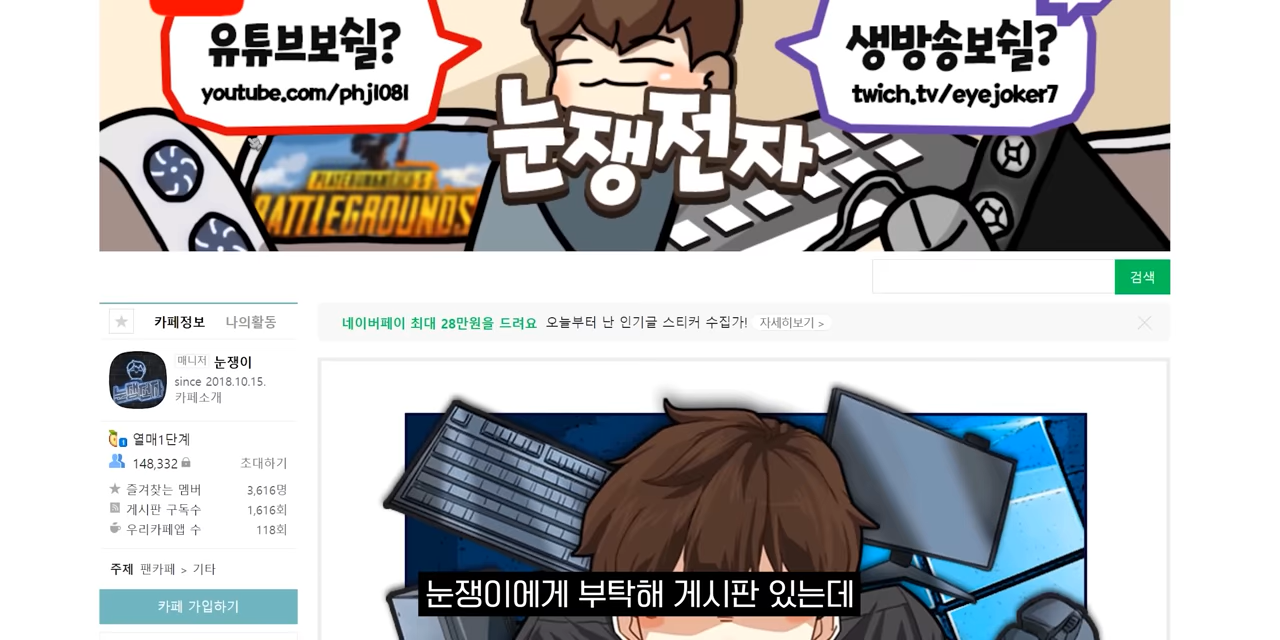 유튜브보쉴?
youtube.com/phj1081
생방송보쉴?
twich.tv/eyejoker7
눈쟁전자
PLAYERUNKNOWN'S
BATTLEGROUNDS
검색
카페정보 나의활동
네이버페이 최대 28만원을 드려요 오늘부터 난 인기글 스티커 수집가! 자세히보기 >
매니저 눈쟁이
since 2018.10.15.
카페소개
열매1단계
148,332 초대하기
즐겨찾는 멤버 3,616명
게시판 구독수 1,616회
우리카페앱 수 118회
주제 팬카페 > 기타
카페 가입하기
눈쟁이에게 부탁해 게시판 있는데